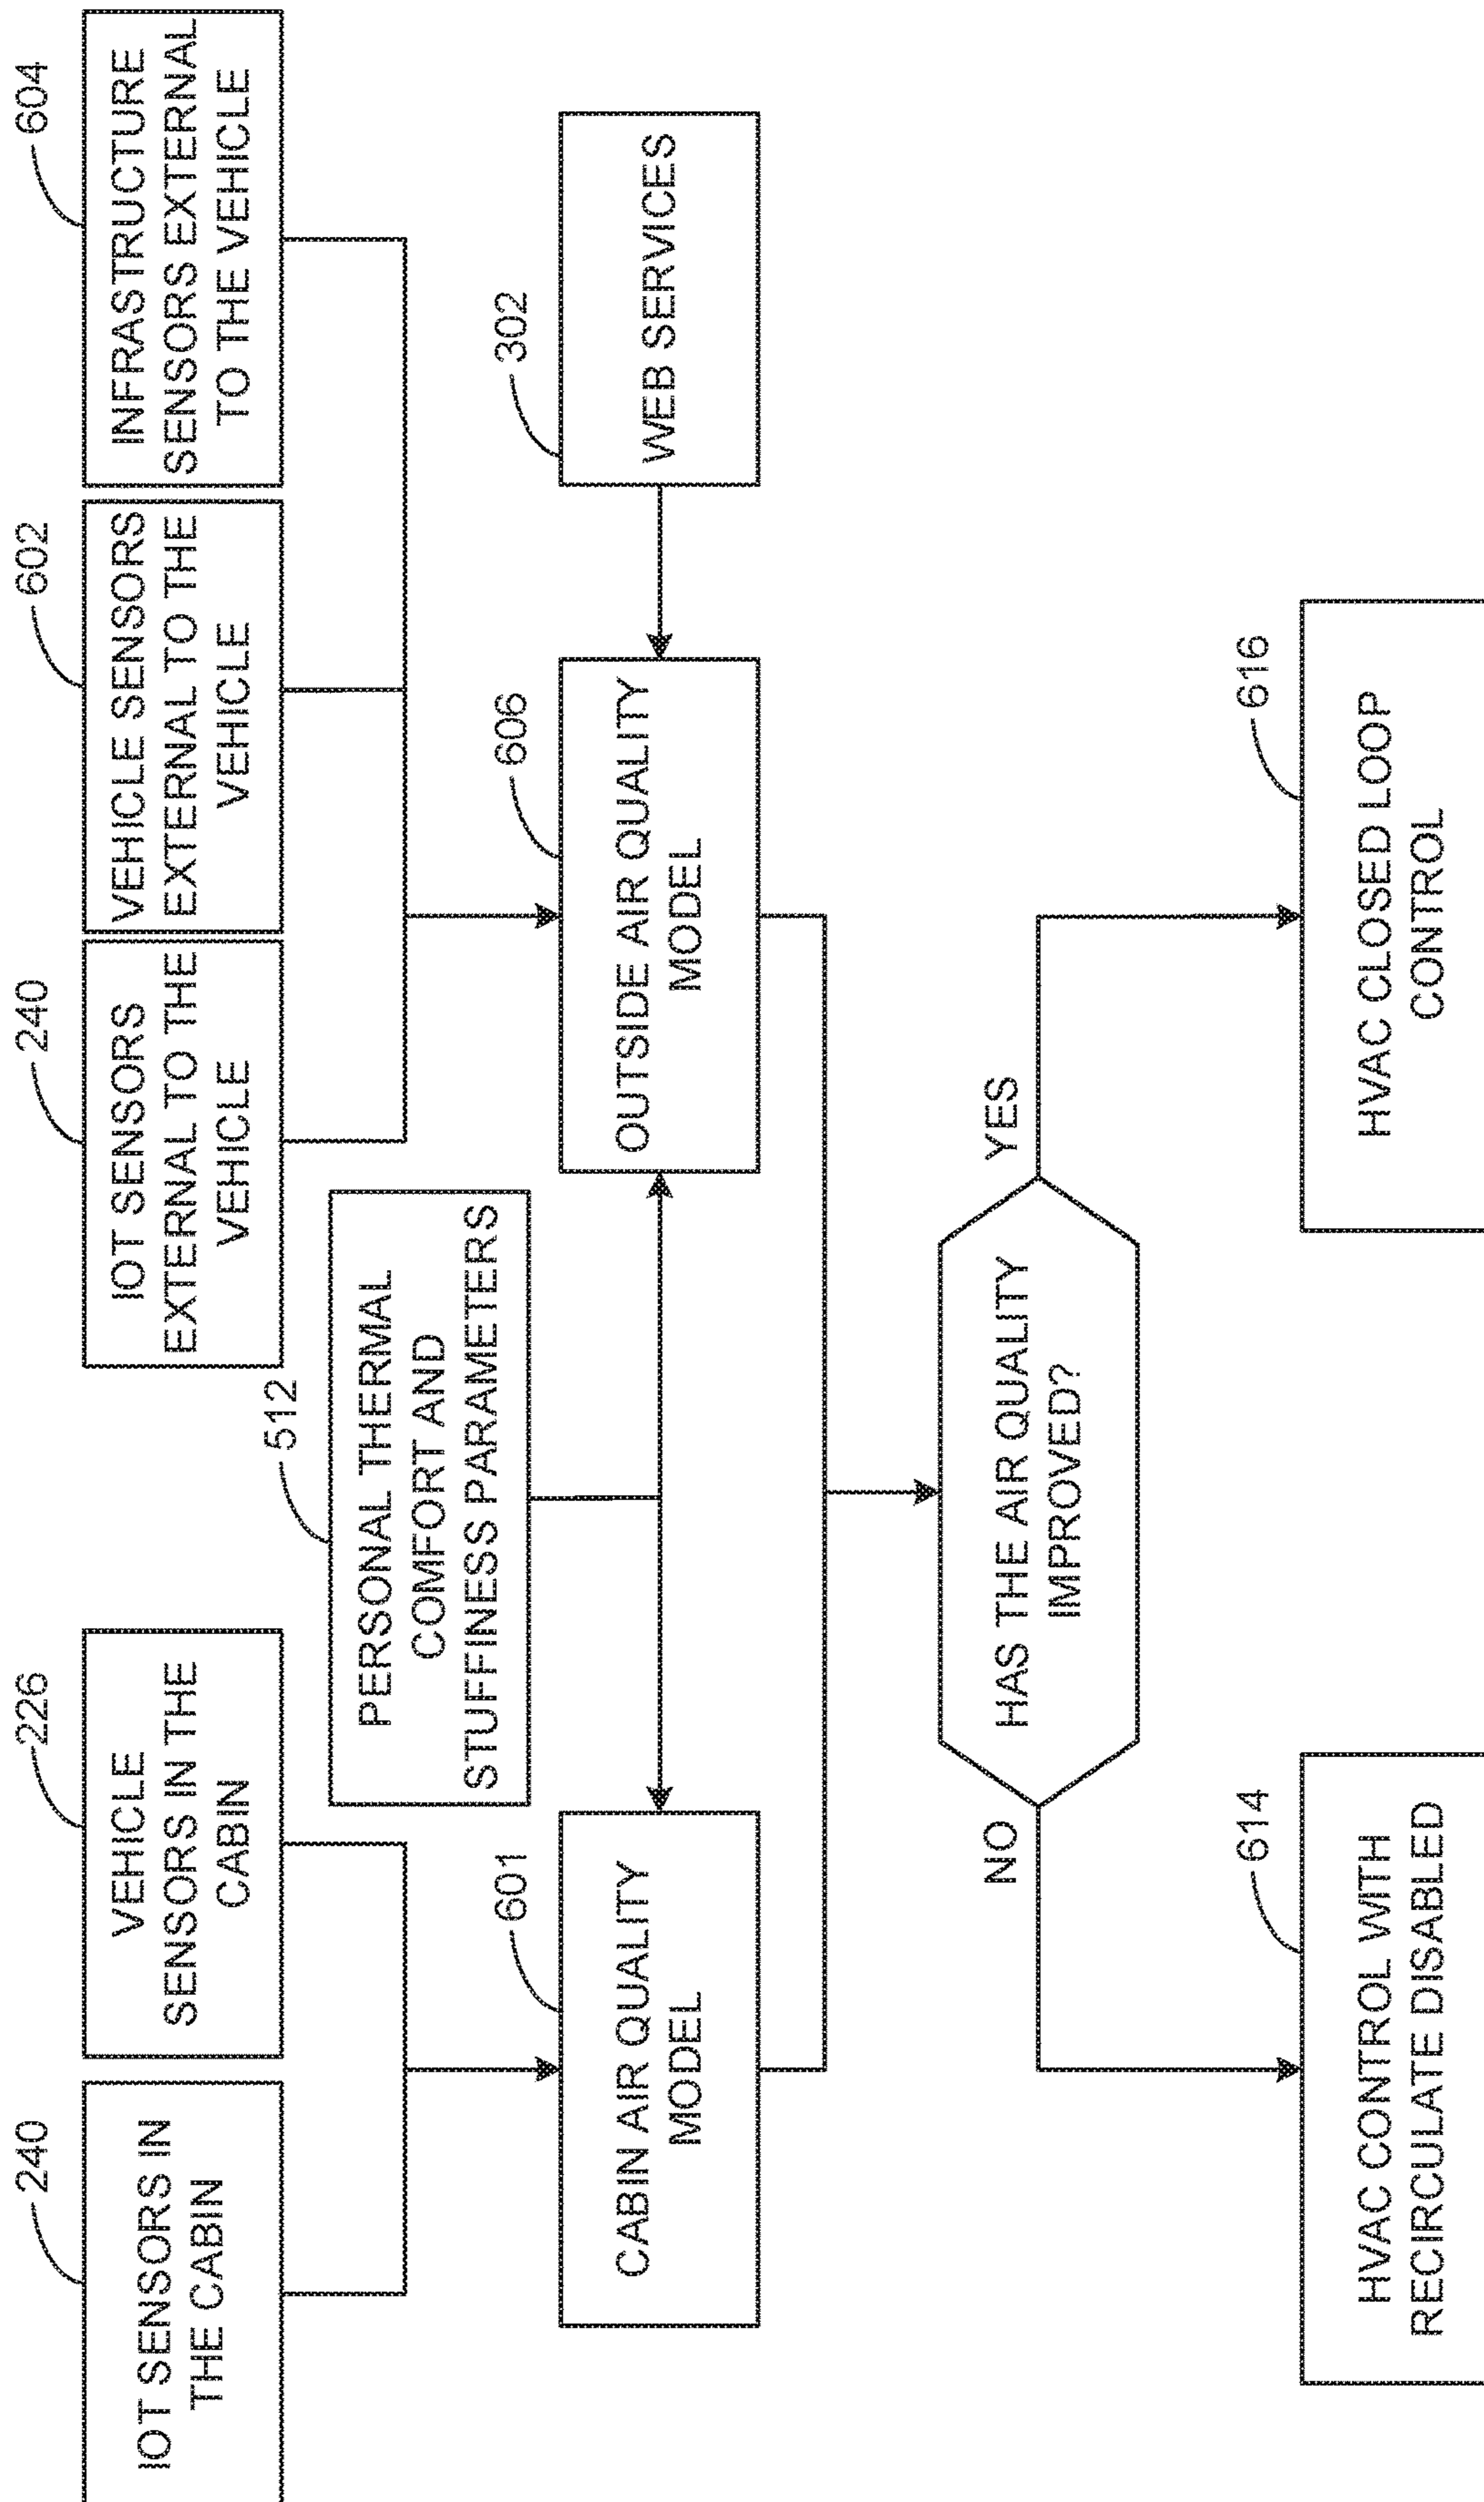 240
IOT SENSORS IN
THE CABIN
226
VEHICLE
SENSORS IN THE
CABIN
240
IOT SENSORS
EXTERNAL TO THE
VEHICLE
602
VEHICLE SENSORS
EXTERNAL TO THE
VEHICLE
604
INFRASTRUCTURE
SENSORS EXTERNAL
TO THE VEHICLE
512
PERSONAL THERMAL
COMFORT AND
STUFFINESS PARAMETERS
601
CABIN AIR QUALITY
MODEL
606
OUTSIDE AIR QUALITY
MODEL
302
WEB SERVICES
HAS THE AIR QUALITY
IMPROVED?
NO
YES
614
HVAC CONTROL WITH
RECIRCULATE DISABLED
616
HVAC CLOSED LOOP
CONTROL